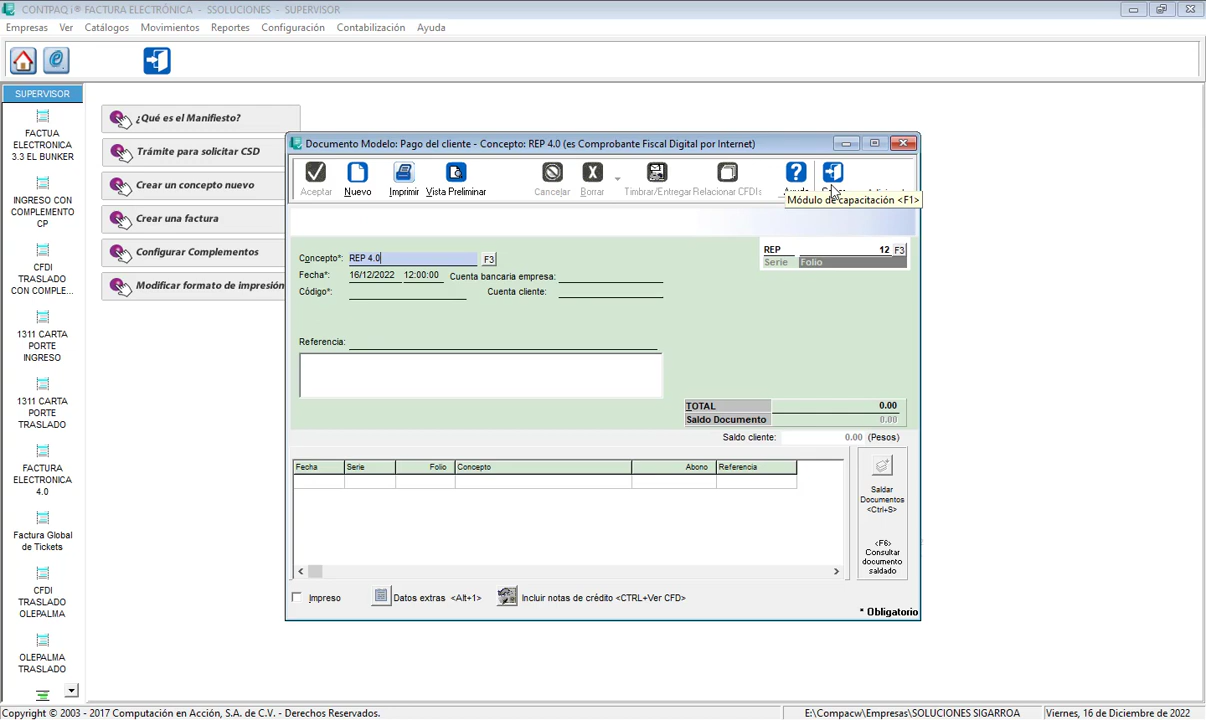 CONTPAQ i® FACTURA ELECTRÓNICA - SSOLUCIONES - SUPERVISOR
Empresas Ver Catálogos Movimientos Reportes Configuración Contabilización Ayuda
SUPERVISOR
FACTUA
ELECTRONICA
3.3 EL BUNKER
INGRESO CON
COMPLEMENTO
CP
CFDI
TRASLADO
CON COMPLE...
1311 CARTA
PORTE
INGRESO
1311 CARTA
PORTE
TRASLADO
FACTURA
ELECTRONICA
4.0
Factura Global
de Tickets
CFDI
TRASLADO
OLEPALMA
OLEPALMA
TRASLADO
¿Qué es el Manifiesto?
Trámite para solicitar CSD
Crear un concepto nuevo
Crear una factura
Configurar Complementos
Modificar formato de impresión
Documento Modelo: Pago del cliente - Concepto: REP 4.0 (es Comprobante Fiscal Digital por Internet)
Aceptar Nuevo Imprimir Vista Preliminar Cancelar Borrar Timbrar/Entregar Relacionar CFDIs
Módulo de capacitación <F1>
Concepto*: REP 4.0 F3
REP 12 F3
Serie Folio
Fecha*: 16/12/2022 12:00:00 Cuenta bancaria empresa:
Código*: Cuenta cliente:
Referencia:
TOTAL 0.00
Saldo Documento 0.00
Saldo cliente: 0.00 (Pesos)
Fecha Serie Folio Concepto Abono Referencia
Saldar
Documentos
<Ctrl+S>
<F6>
Consultar
documento
saldado
Impreso Datos extras <Alt+1> Incluir notas de crédito <CTRL+Ver CFD>
* Obligatorio
Copyright © 2003 - 2017 Computación en Acción, S.A. de C.V. - Derechos Reservados. E:\Compacw\Empresas\SOLUCIONES SIGARROA Viernes, 16 de Diciembre de 2022